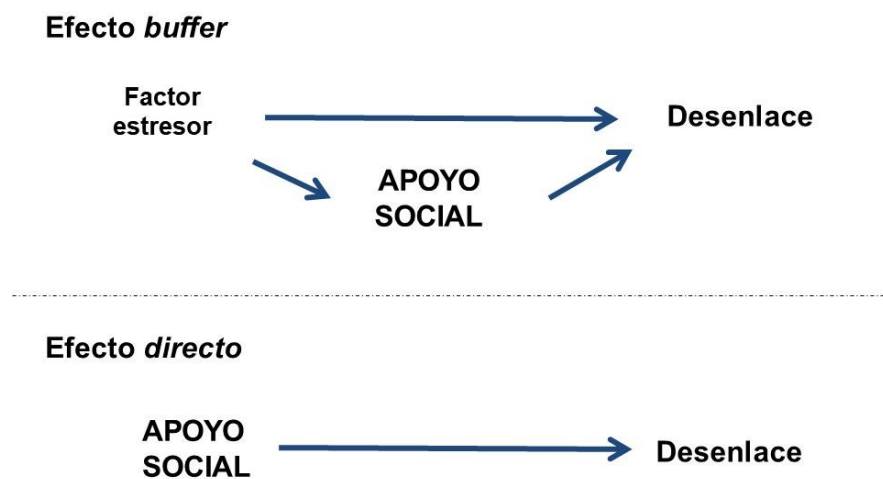 Efecto buffer
Factor
estresor
Desenlace
APOYO
SOCIAL
Efecto directo
APOYO
SOCIAL
Desenlace